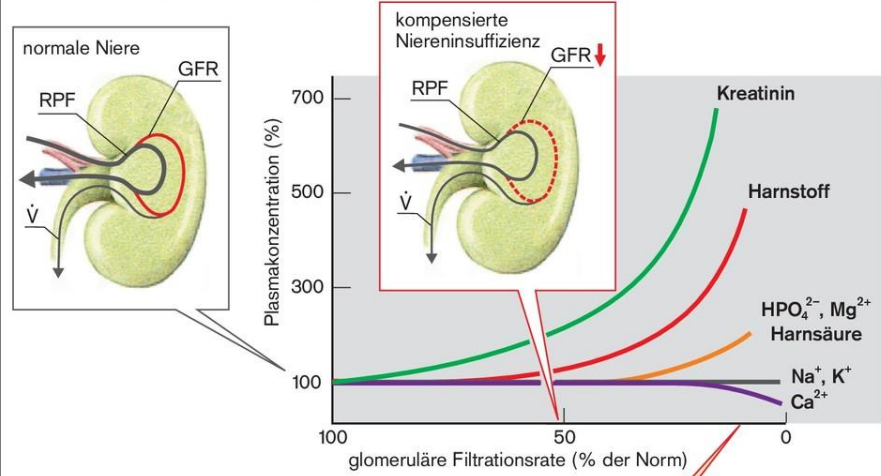 normale Niere
GFR
RPF
V̇
kompensierte
Niereninsuffizienz
GFR
RPF
V̇
Plasmakonzentration (%)
700
500
300
100
Kreatinin
Harnstoff
HPO₄²⁻, Mg²⁺
Harnsäure
Na⁺, K⁺
Ca²⁺
100
50
0
glomeruläre Filtrationsrate (% der Norm)